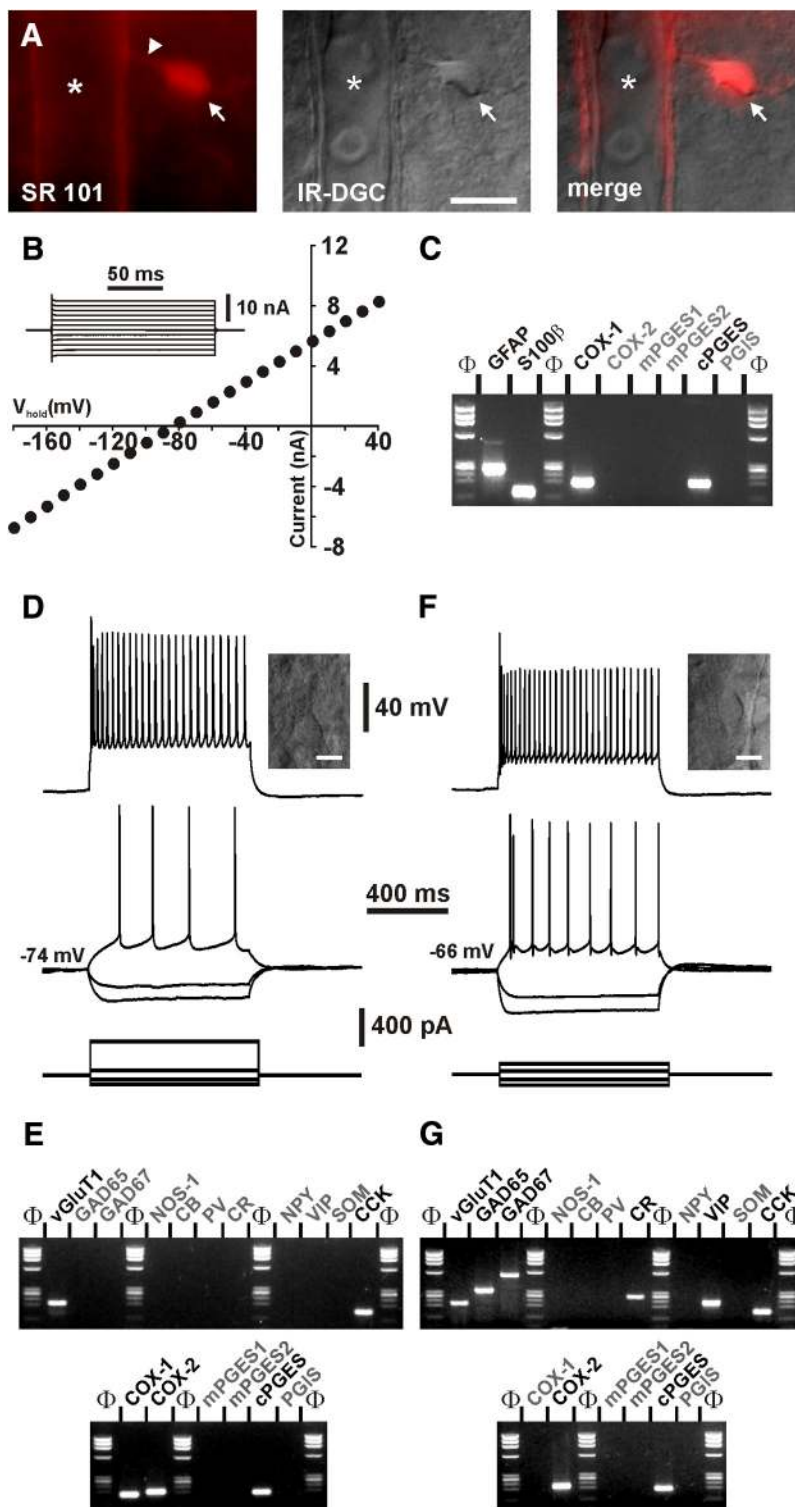 A
*
SR 101
*
IR-DGC
*
merge
B
50 ms
10 nA
12
8
4
-4
-8
V hold (mV)
-160 -120 -80 -40 40
Current (nA)
C
Φ GFAP S100β Φ COX-1 COX-2 mPGES1 mPGES2 cPGES PGIS Φ
D
F
40 mV
-74 mV
400 ms
-66 mV
400 pA
E
Φ vGluT1 GAD65 GAD67 Φ NOS-1 CB PV CR Φ NPY VIP SOM CCK Φ
Φ COX-1 COX-2 Φ mPGES1 mPGES2 cPGES PGIS Φ
G
Φ vGluT1 GAD65 GAD67 Φ NOS-1 CB PV CR Φ NPY VIP SOM CCK Φ
Φ COX-1 COX-2 Φ mPGES1 mPGES2 cPGES PGIS Φ